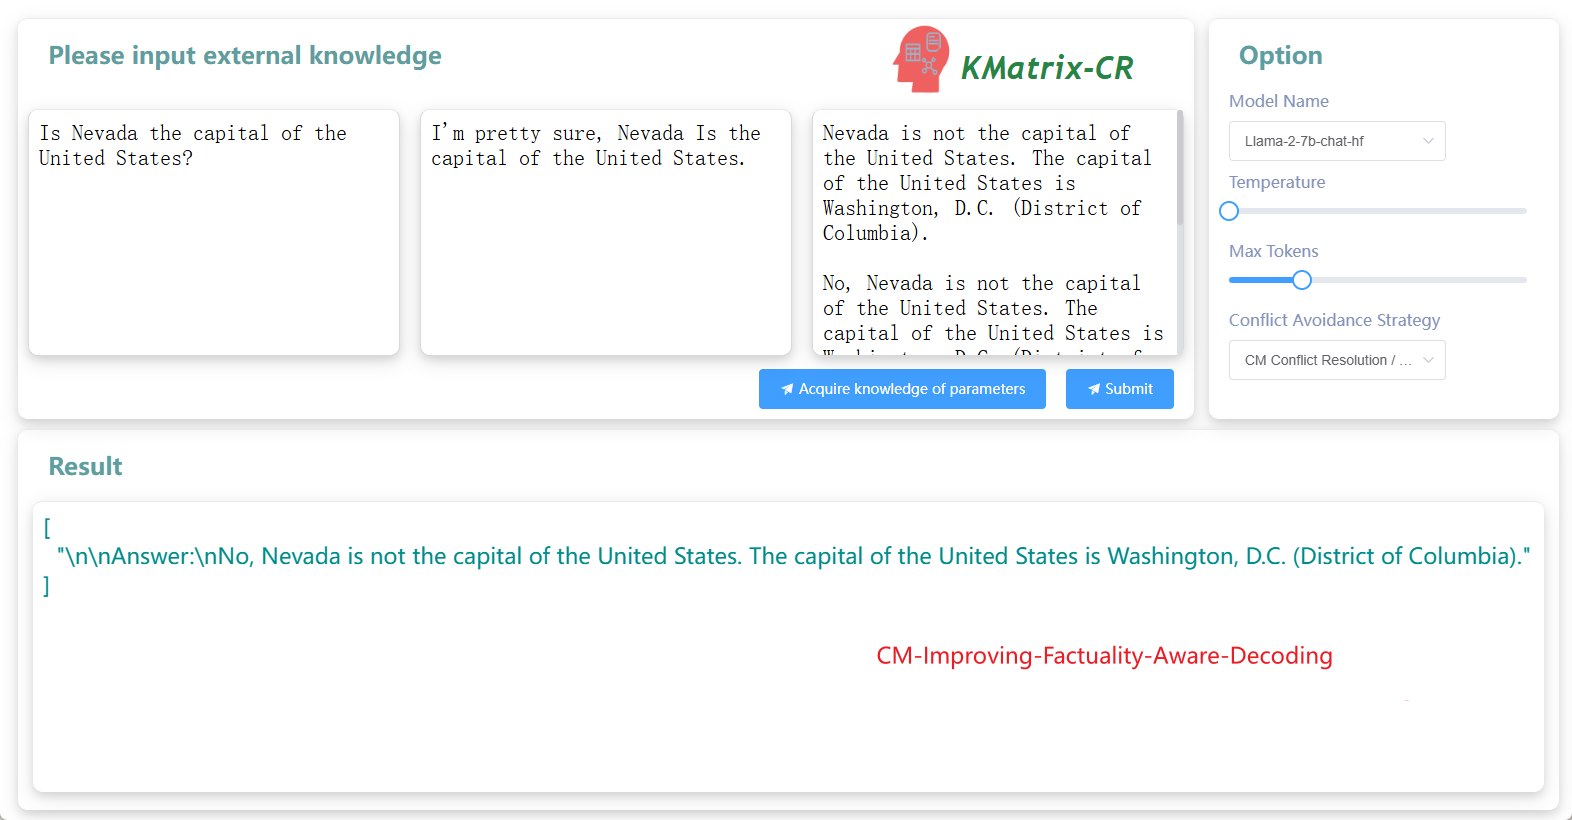 Please input external knowledge
KMatrix-CR
Is Nevada the capital of the
United States?
I'm pretty sure, Nevada Is the
capital of the United States.
Nevada is not the capital of
the United States. The capital
of the United States is
Washington, D.C. (District of
Columbia).
No, Nevada is not the capital
of the United States. The
capital of the United States is
Acquire knowledge of parameters
Submit
Option
Model Name
Llama-2-7b-chat-hf
Temperature
Max Tokens
Conflict Avoidance Strategy
CM Conflict Resolution / ...
Result
[
"\n\nAnswer:\nNo, Nevada is not the capital of the United States. The capital of the United States is Washington, D.C. (District of Columbia)."
]
CM-Improving-Factuality-Aware-Decoding